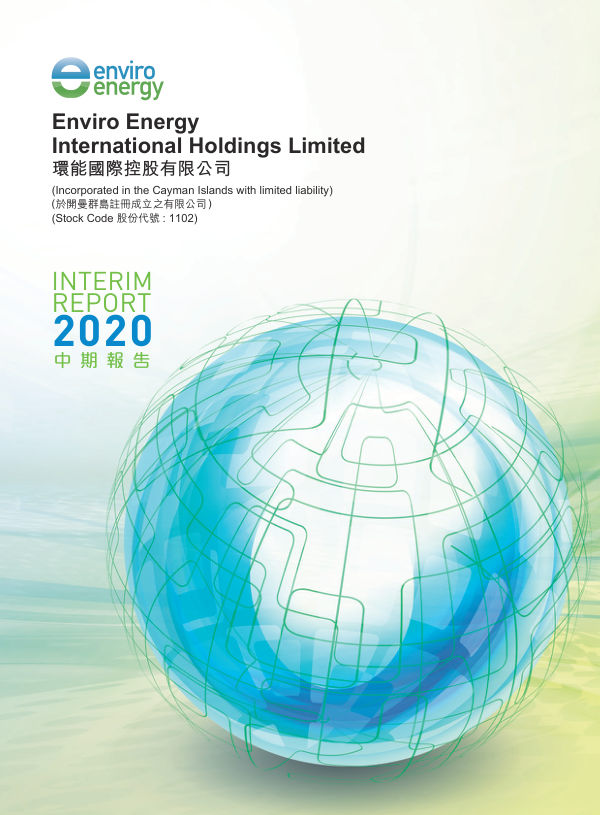 enviro
energy
Enviro Energy
International Holdings Limited
環能國際控股有限公司
(Incorporated in the Cayman Islands with limited liability)
(於開曼群島註冊成立之有限公司)
(Stock Code 股份代號 : 1102)
INTERIM
REPORT
2020
中期報告